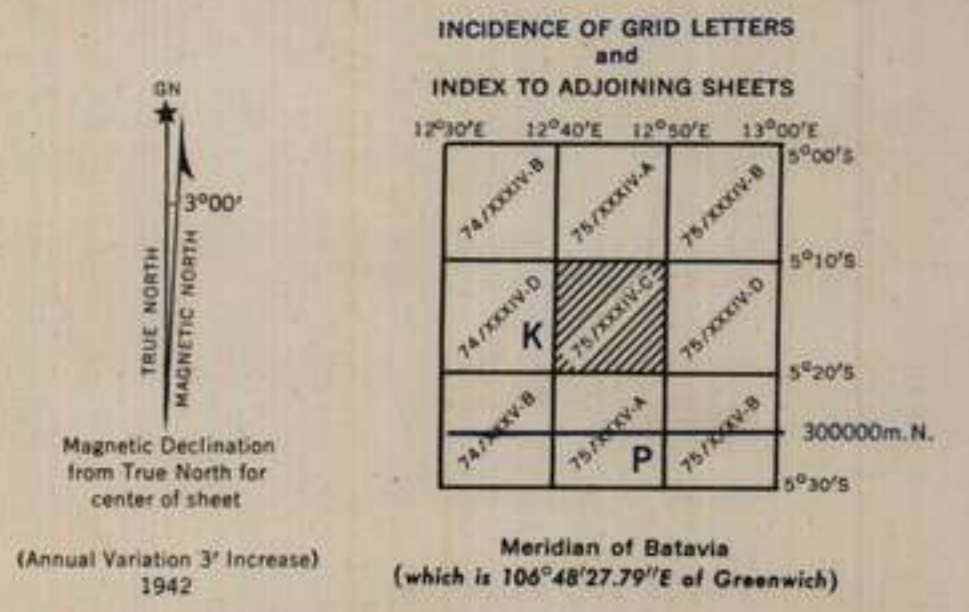 INCIDENCE OF GRID LETTERS
and
INDEX TO ADJOINING SHEETS
GN
3°00'
TRUE NORTH
MAGNETIC NORTH
Magnetic Declination
from True North for
center of sheet
(Annual Variation 3' Increase)
1942
12°30'E 12°40'E 12°50'E 13°00'E
5°00'S
74/XXXIV-B 75/XXXIV-A 75/XXXIV-B
5°10'S
74/XXXIV-D K 75/XXXIV-C 75/XXXIV-D
5°20'S
74/XXXV-B 75/XXXV-A P 75/XXXV-B
300000m. N.
5°30'S
Meridian of Batavia
(which is 106°48'27.79"E of Greenwich)